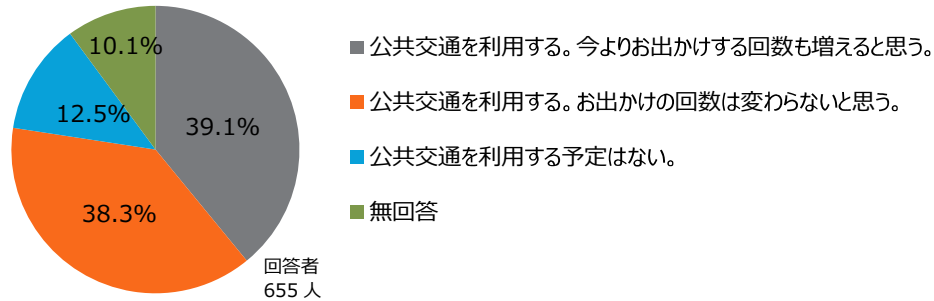 10.1%
12.5%
39.1%
38.3%
回答者
655 人
公共交通を利用する。今よりお出かけする回数も増えると思う。
公共交通を利用する。お出かけの回数は変わらないと思う。
公共交通を利用する予定はない。
無回答